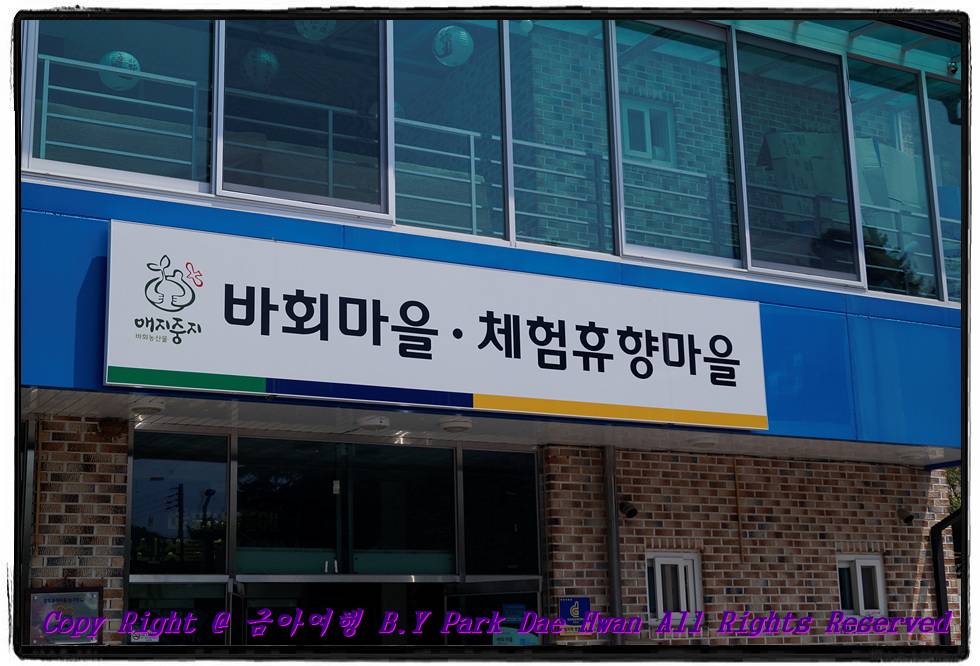 바회마을·체험휴향마을
애지중지
바회농산물
Copy Right @ 금아여행 B.Y Park Dae Hwan All Rights Reserved